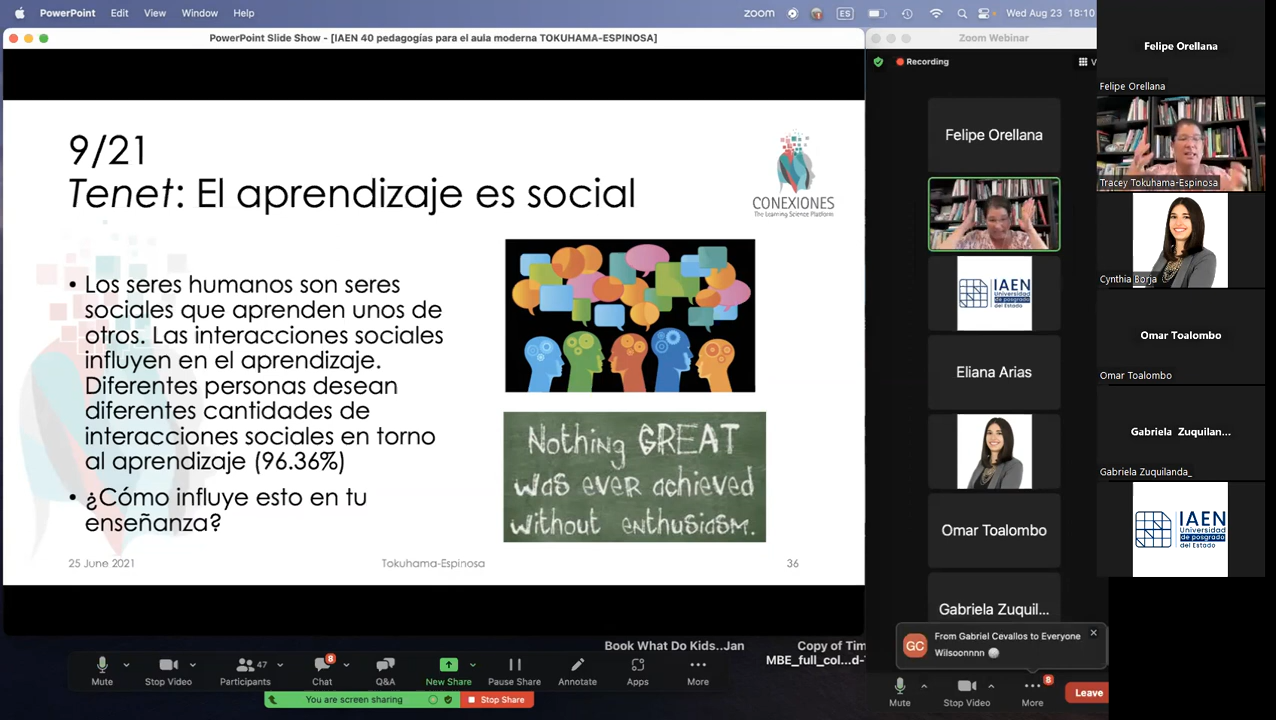 PowerPoint File Edit View Window Help
zoom ES Wed Aug 23 18:10
PowerPoint Slide Show - [IAEN 40 pedagogías para el aula moderna TOKUHAMA-ESPINOSA]
9/21
Tenet: El aprendizaje es social
CONEXIONES
The Learning Science Platform
• Los seres humanos son seres
sociales que aprenden unos de
otros. Las interacciones sociales
influyen en el aprendizaje.
Diferentes personas desean
diferentes cantidades de
interacciones sociales en torno
al aprendizaje (96.36%)
• ¿Cómo influye esto en tu
enseñanza?
Nothing GREAT
was ever achieved
without enthusiasm.
25 June 2021 Tokuhama-Espinosa 36
Book What Do Kids..Jan
Copy of Tim
MBE_full_col...d-T
47 8
Mute Stop Video Participants Chat Q&A New Share Pause Share Annotate Apps More
You are screen sharing Stop Share
Zoom Webinar
Recording V
Felipe Orellana
IAEN
Universidad
de posgrado
del Estado
Eliana Arias
Omar Toalombo
Gabriela Zuquil...
GC
From Gabriel Cevallos to Everyone
Wilsoonnnn
8
Mute Stop Video More Leave
Felipe Orellana
Felipe Orellana
Tracey Tokuhama-Espinosa
Cynthia Borja
Omar Toalombo
Omar Toalombo
Gabriela Zuquilan...
Gabriela Zuquilanda_
IAEN
Universidad
de posgrado
del Estado